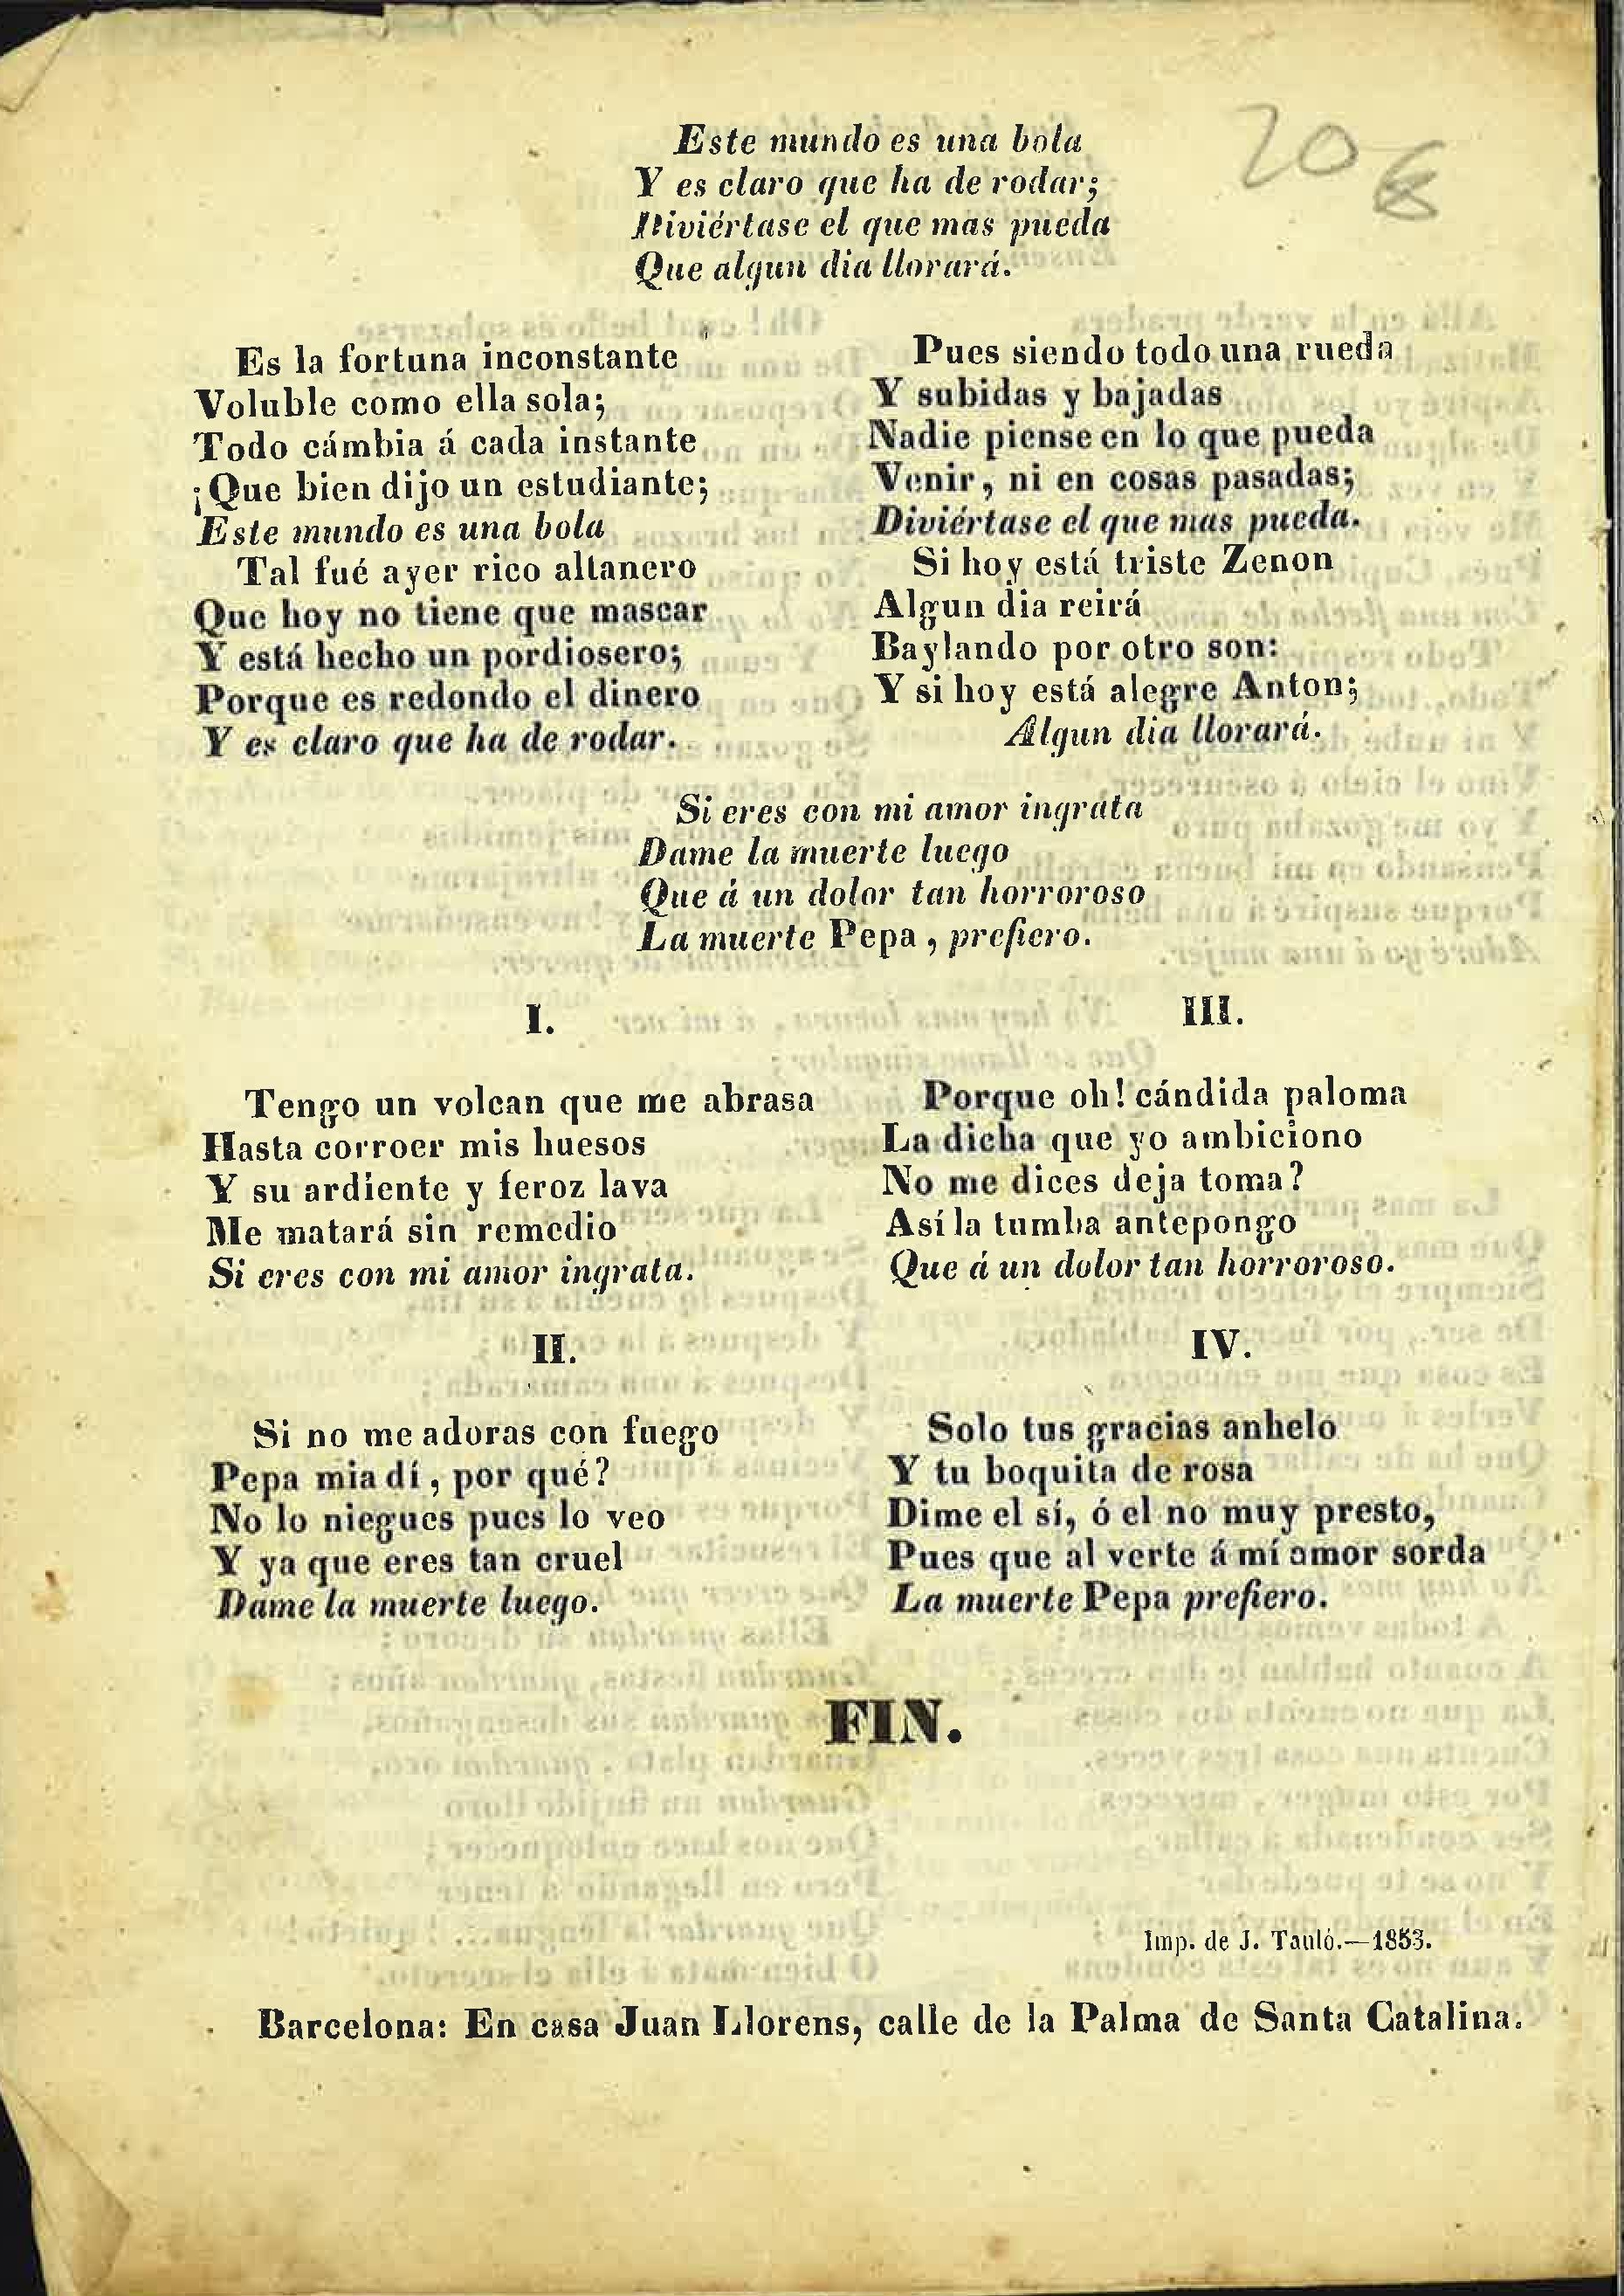 Este mundo es una bola
Y es claro que ha de rodar;
Diviértase el que mas pueda
Que algun dia llorará.
20 €
Es la fortuna inconstante
Voluble como ella sola;
Todo cámbia á cada instante
¡Que bien dijo un estudiante;
Este mundo es una bola
Tal fué ayer rico altanero
Que hoy no tiene que mascar
Y está hecho un pordiosero;
Porque es redondo el dinero
Y es claro que ha de rodar.
Pues siendo todo una rueda
Y subidas y bajadas
Nadie piense en lo que pueda
Venir, ni en cosas pasadas;
Diviértase el que mas pueda.
Si hoy está triste Zenon
Algun dia reirá
Baylando por otro son:
Y si hoy está alegre Anton;
Algun dia llorará.
Si eres con mi amor ingrata
Dame la muerte luego
Que á un dolor tan horroroso
La muerte Pepa, prefiero.
I.
Tengo un volcan que me abrasa
Hasta corroer mis huesos
Y su ardiente y feroz lava
Me matará sin remedio
Si eres con mi amor ingrata.
II.
Si no me adoras con fuego
Pepa mia dí, por qué?
No lo niegues pues lo veo
Y ya que eres tan cruel
Dame la muerte luego.
III.
Porque oh! cándida paloma
La dicha que yo ambiciono
No me dices deja toma?
Así la tumba antepongo
Que á un dolor tan horroroso.
IV.
Solo tus gracias anhelo
Y tu boquita de rosa
Dime el sí, ó el no muy presto,
Pues que al verte á mí amor sorda
La muerte Pepa prefiero.
FIN.
Imp. de J. Tauló.—1853.
Barcelona: En casa Juan Llorens, calle de la Palma de Santa Catalina.